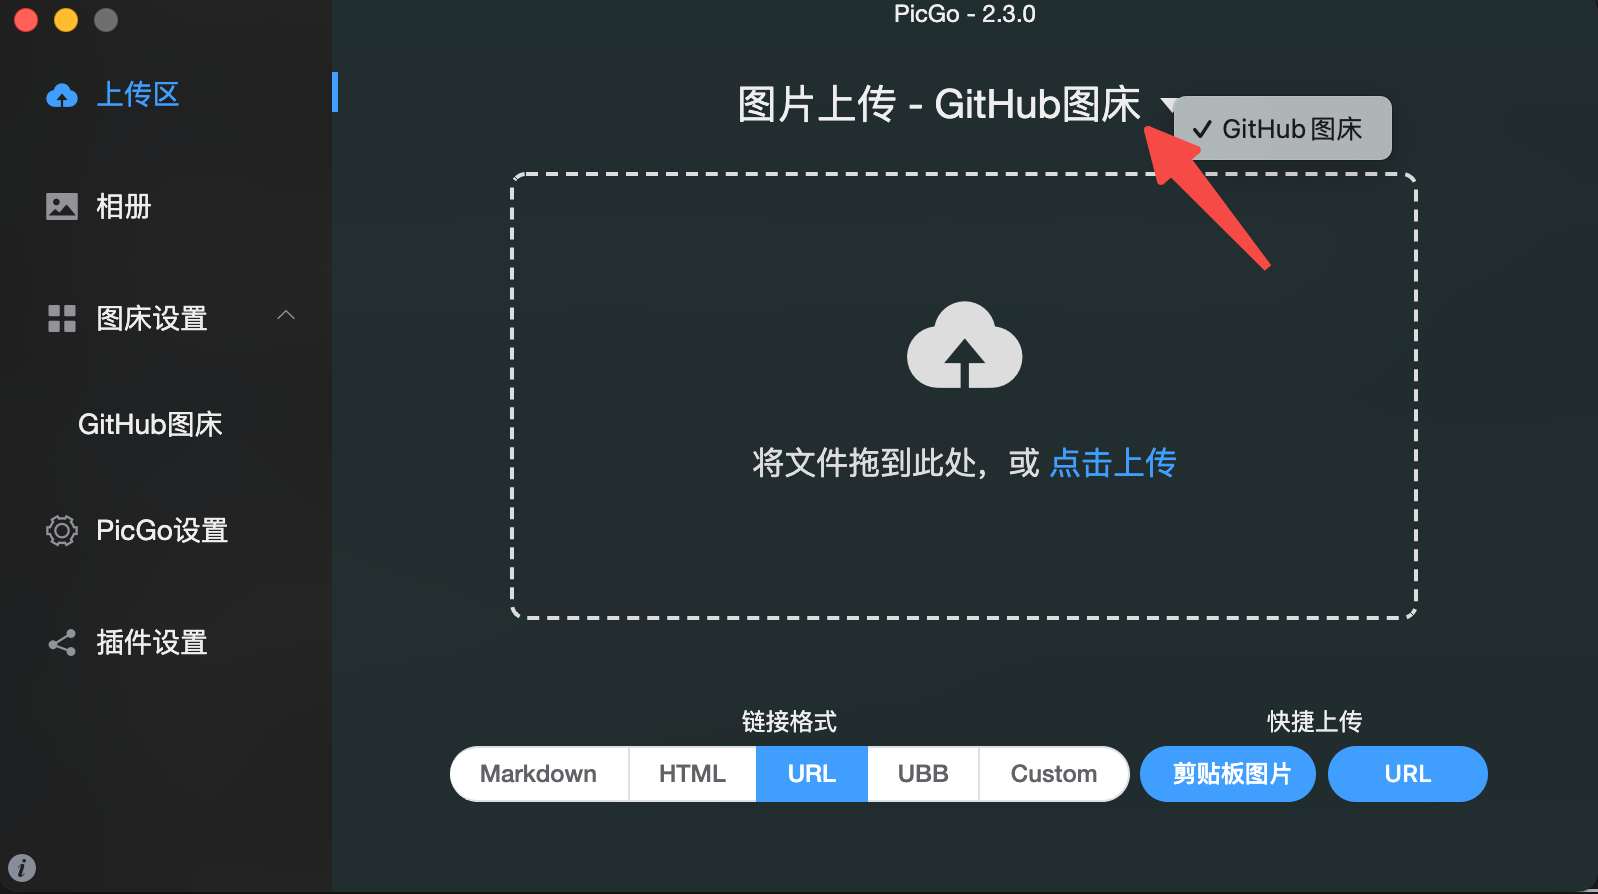 PicGo - 2.3.0
上传区
相册
图床设置
GitHub图床
PicGo设置
插件设置
图片上传 - GitHub图床
✓ GitHub 图床
将文件拖到此处，或 点击上传
链接格式
Markdown HTML URL UBB Custom
快捷上传
剪贴板图片 URL
i